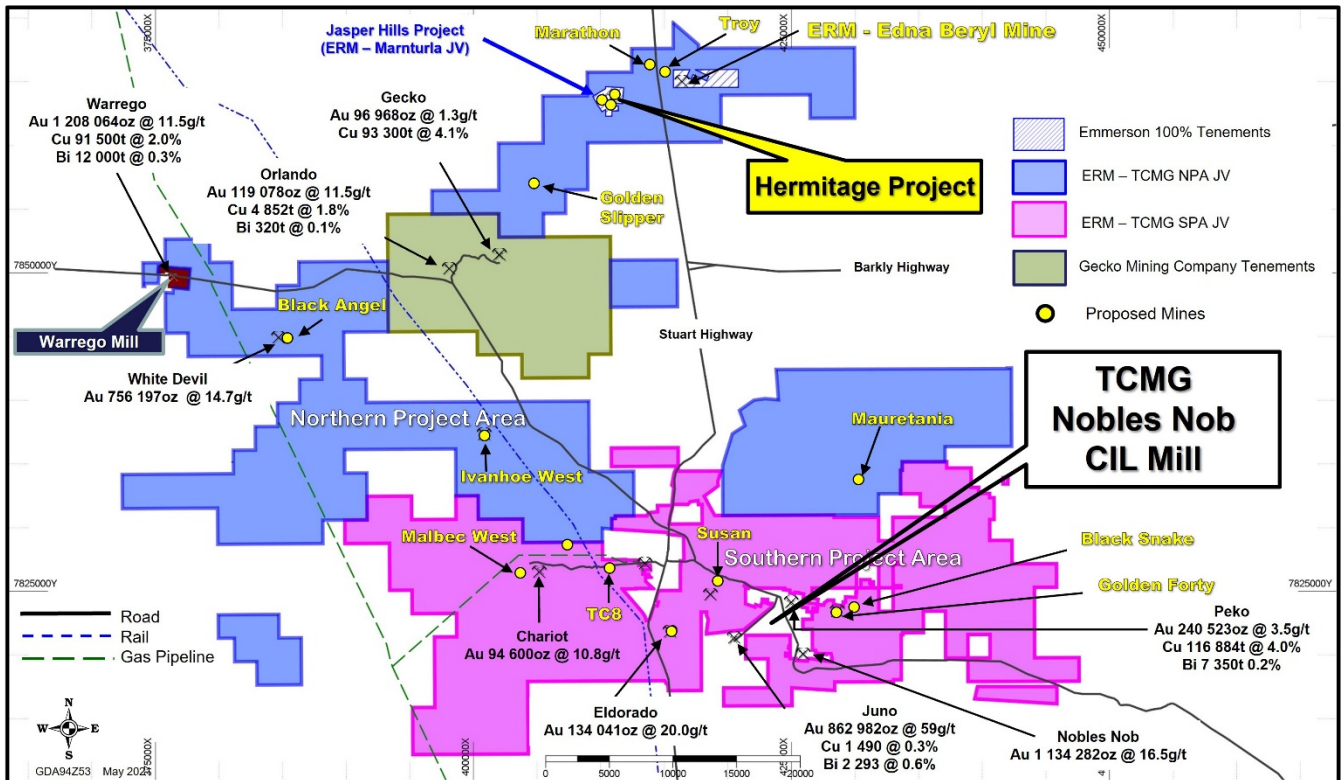 375000X
425000X
450000X
Jasper Hills Project
(ERM – Marnturla JV)
Marathon
Troy
ERM - Edna Beryl Mine
Warrego
Au 1 208 064oz @ 11.5g/t
Cu 91 500t @ 2.0%
Bi 12 000t @ 0.3%
Gecko
Au 96 968oz @ 1.3g/t
Cu 93 300t @ 4.1%
Orlando
Au 119 078oz @ 11.5g/t
Cu 4 852t @ 1.8%
Bi 320t @ 0.1%
Golden
Slipper
Hermitage Project
Emmerson 100% Tenements
ERM – TCMG NPA JV
ERM – TCMG SPA JV
Gecko Mining Company Tenements
Proposed Mines
7850000Y
Barkly Highway
Stuart Highway
Warrego Mill
Black Angel
White Devil
Au 756 197oz @ 14.7g/t
Northern Project Area
Ivanhoe West
Mauretania
TCMG
Nobles Nob
CIL Mill
Malbec West
Susan
Southern Project Area
Black Snake
Golden Forty
7825000Y
7825000Y
TC8
Chariot
Au 94 600oz @ 10.8g/t
Peko
Au 240 523oz @ 3.5g/t
Cu 116 884t @ 4.0%
Bi 7 350t 0.2%
Road
Rail
Gas Pipeline
Eldorado
Au 134 041oz @ 20.0g/t
Juno
Au 862 982oz @ 59g/t
Cu 1 490 @ 0.3%
Bi 2 293 @ 0.6%
Nobles Nob
Au 1 134 282oz @ 16.5g/t
N
W
E
S
GDA94Z53
375000X
400000X
0
5000
10000
15000
20000